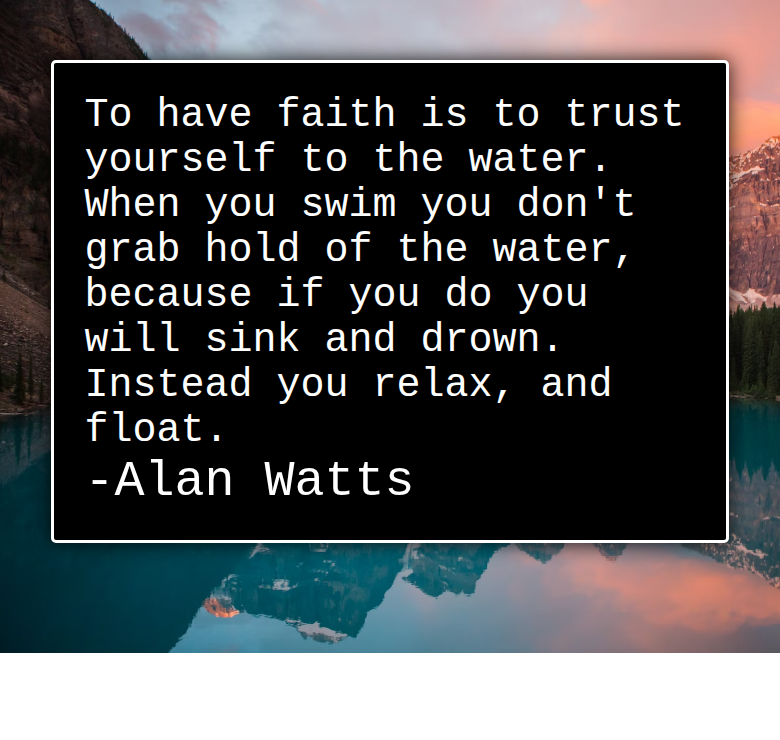 To have faith is to trust
yourself to the water.
When you swim you don't
grab hold of the water,
because if you do you
will sink and drown.
Instead you relax, and
float.
-Alan Watts